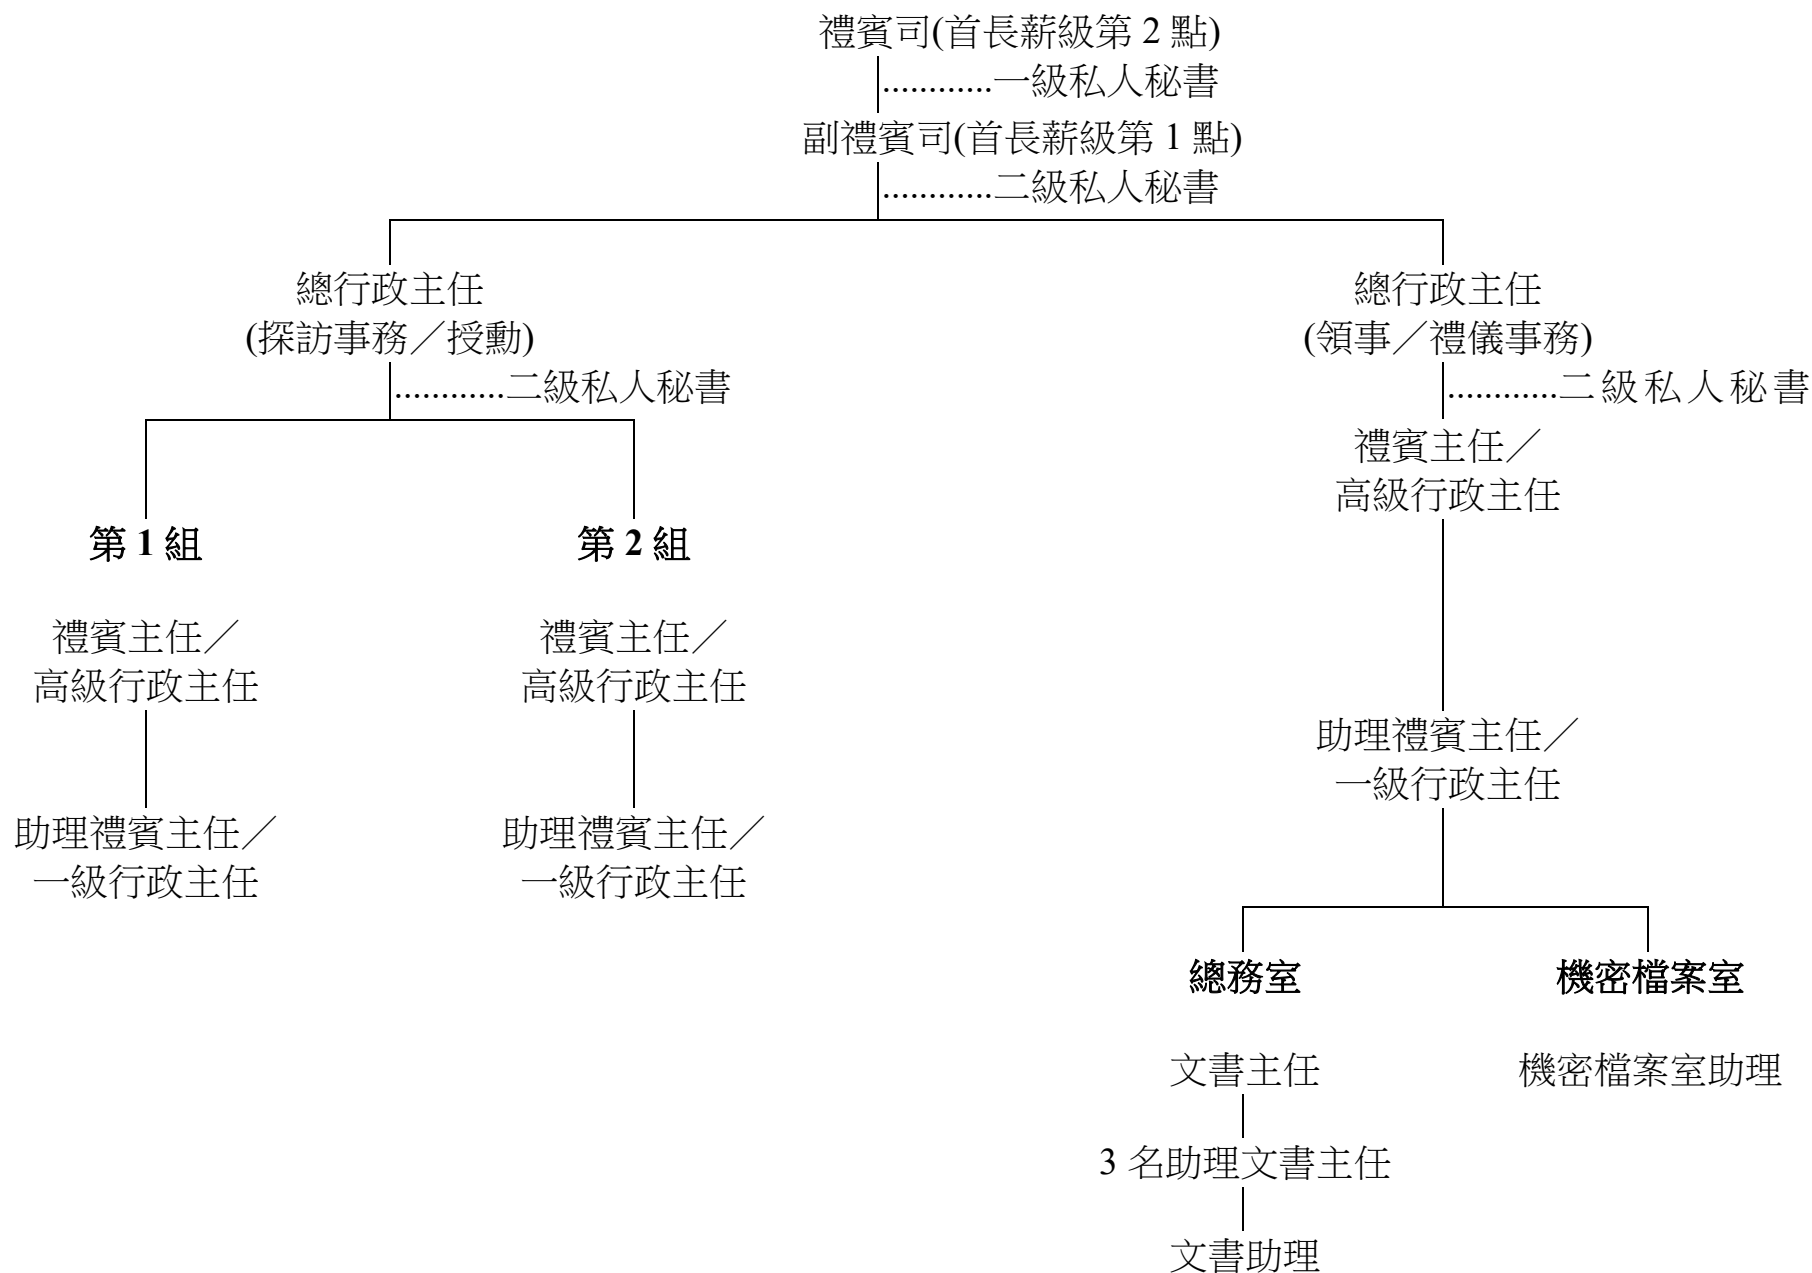 禮賓司(首長薪級第 2 點)
............一級私人秘書
副禮賓司(首長薪級第 1 點)
............二級私人秘書
總行政主任
(探訪事務／授勳)
............二級私人秘書
第 1 組
禮賓主任／
高級行政主任
助理禮賓主任／
一級行政主任
第 2 組
禮賓主任／
高級行政主任
助理禮賓主任／
一級行政主任
總行政主任
(領事／禮儀事務)
............二級私人秘書
禮賓主任／
高級行政主任
助理禮賓主任／
一級行政主任
總務室
文書主任
3 名助理文書主任
文書助理
機密檔案室
機密檔案室助理